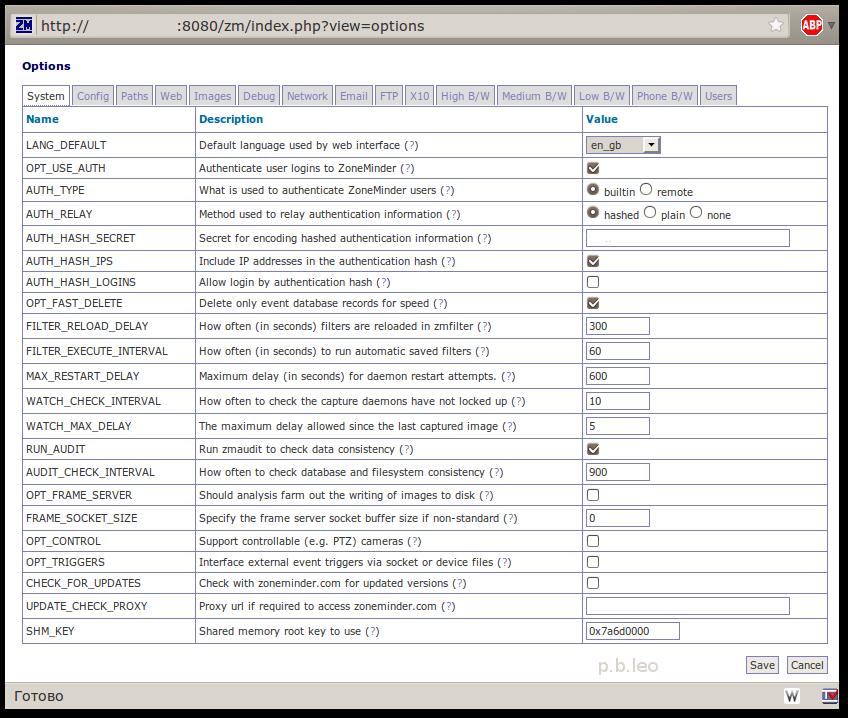 ZM http:// :8080/zm/index.php?view=options ABP
Options
System Config Paths Web Images Debug Network Email FTP X10 High B/W Medium B/W Low B/W Phone B/W Users
Name Description Value
LANG_DEFAULT Default language used by web interface (?) en_gb
OPT_USE_AUTH Authenticate user logins to ZoneMinder (?)
AUTH_TYPE What is used to authenticate ZoneMinder users (?) builtin remote
AUTH_RELAY Method used to relay authentication information (?) hashed plain none
AUTH_HASH_SECRET Secret for encoding hashed authentication information (?)
AUTH_HASH_IPS Include IP addresses in the authentication hash (?)
AUTH_HASH_LOGINS Allow login by authentication hash (?)
OPT_FAST_DELETE Delete only event database records for speed (?)
FILTER_RELOAD_DELAY How often (in seconds) filters are reloaded in zmfilter (?) 300
FILTER_EXECUTE_INTERVAL How often (in seconds) to run automatic saved filters (?) 60
MAX_RESTART_DELAY Maximum delay (in seconds) for daemon restart attempts. (?) 600
WATCH_CHECK_INTERVAL How often to check the capture daemons have not locked up (?) 10
WATCH_MAX_DELAY The maximum delay allowed since the last captured image (?) 5
RUN_AUDIT Run zmaudit to check data consistency (?)
AUDIT_CHECK_INTERVAL How often to check database and filesystem consistency (?) 900
OPT_FRAME_SERVER Should analysis farm out the writing of images to disk (?)
FRAME_SOCKET_SIZE Specify the frame server socket buffer size if non-standard (?) 0
OPT_CONTROL Support controllable (e.g. PTZ) cameras (?)
OPT_TRIGGERS Interface external event triggers via socket or device files (?)
CHECK_FOR_UPDATES Check with zoneminder.com for updated versions (?)
UPDATE_CHECK_PROXY Proxy url if required to access zoneminder.com (?)
SHM_KEY Shared memory root key to use (?) 0x7a6d0000
p.b.leo Save Cancel
Готово W